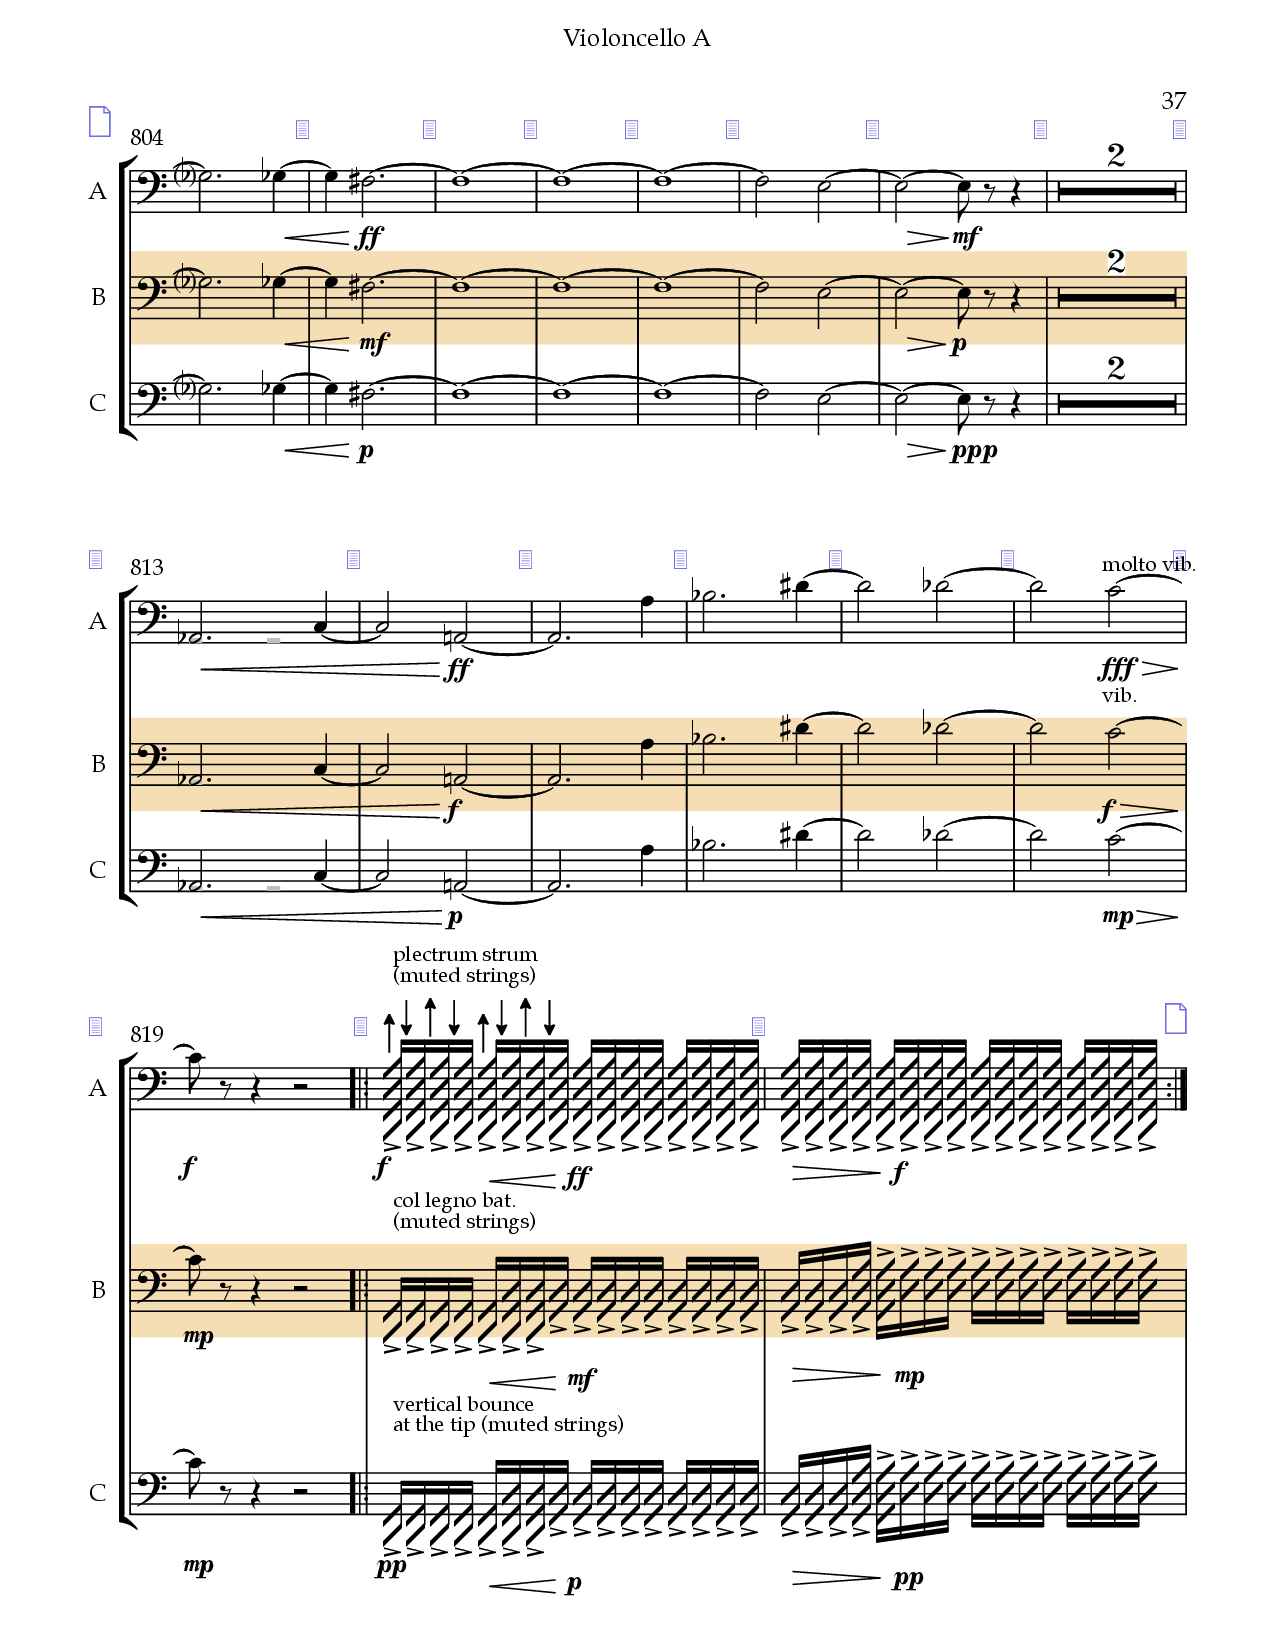 Violoncello A
37
804
2
A
ff
mf
2
B
mf
p
2
C
p
ppp
813
molto vib.
A
ff
fff
vib.
B
f
f
C
p
mp
plectrum strum
(muted strings)
819
A
f
f
ff
f
col legno bat.
(muted strings)
B
mp
mf
mp
vertical bounce
at the tip (muted strings)
C
mp
pp
p
pp